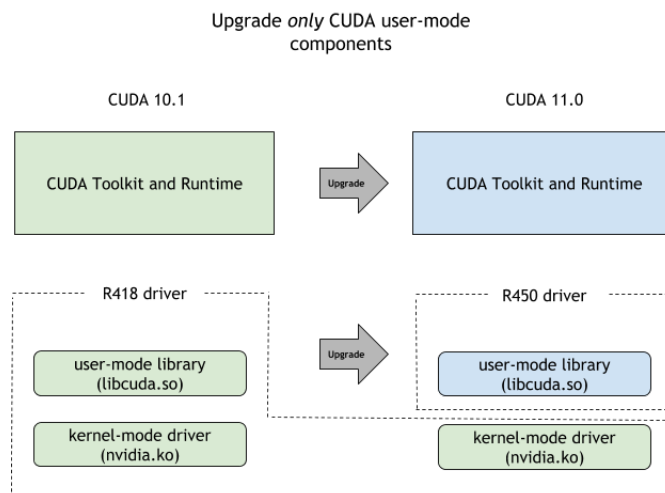 Upgrade only CUDA user-mode
components
CUDA 10.1
CUDA 11.0
CUDA Toolkit and Runtime
Upgrade
CUDA Toolkit and Runtime
R418 driver
R450 driver
user-mode library
(libcuda.so)
Upgrade
user-mode library
(libcuda.so)
kernel-mode driver
(nvidia.ko)
kernel-mode driver
(nvidia.ko)